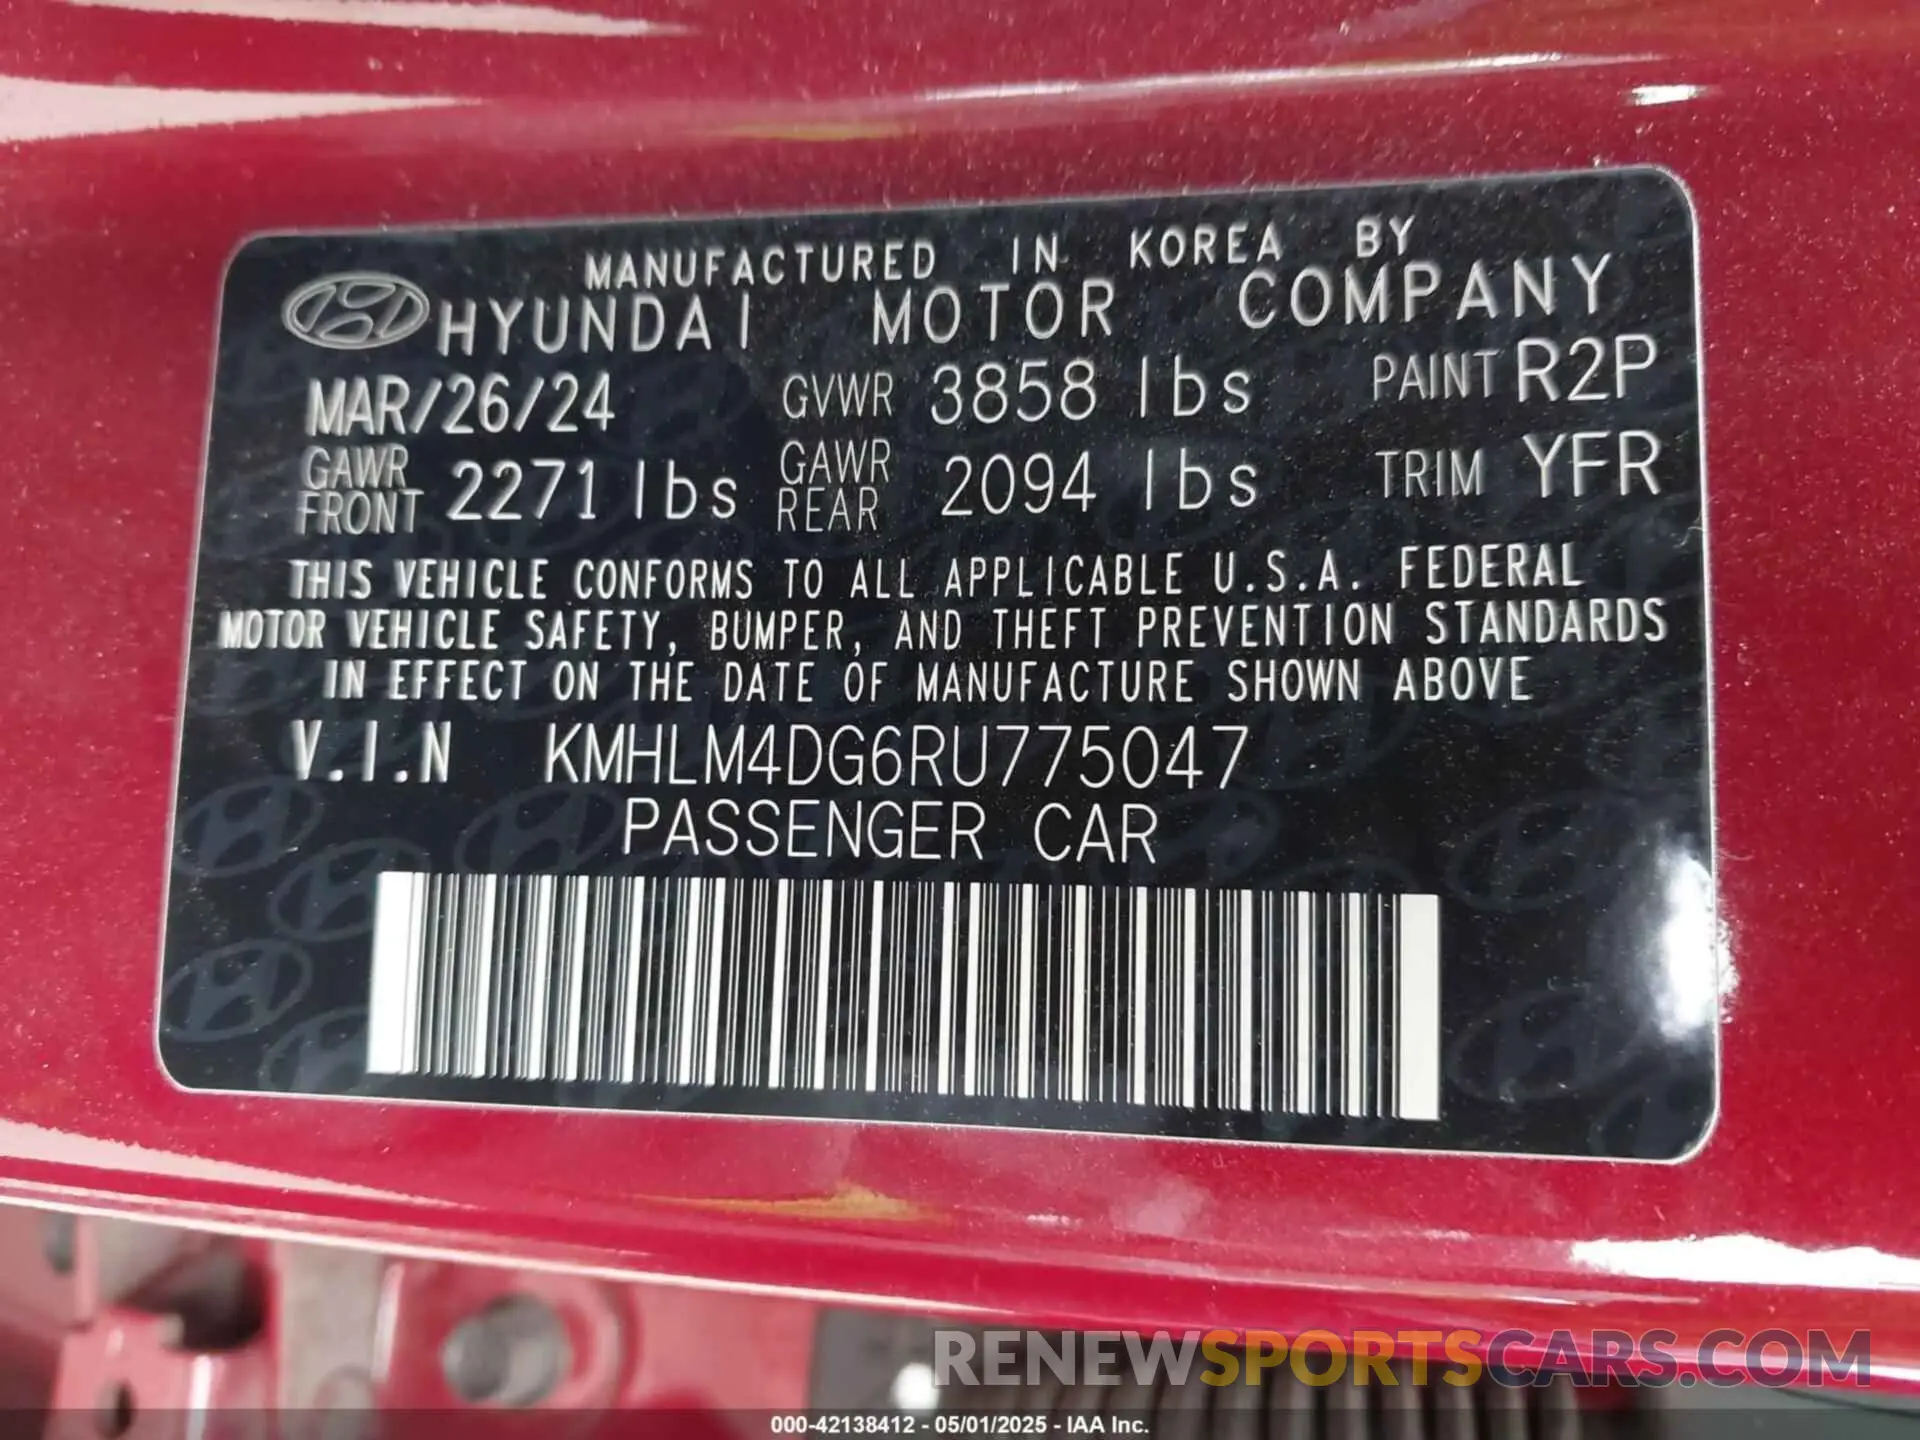 MANUFACTURED IN KOREA BY
HYUNDAI MOTOR COMPANY
MAR/26/24 GVWR 3858 lbs PAINT R2P
GAWR FRONT 2271 lbs GAWR REAR 2094 lbs TRIM YFR
THIS VEHICLE CONFORMS TO ALL APPLICABLE U.S.A. FEDERAL
MOTOR VEHICLE SAFETY, BUMPER, AND THEFT PREVENTION STANDARDS
IN EFFECT ON THE DATE OF MANUFACTURE SHOWN ABOVE
V.I.N KMHLM4DG6RU775047
PASSENGER CAR
RENEWSPORTSCARS.COM
000-42138412 - 05/01/2025 - IAA Inc.